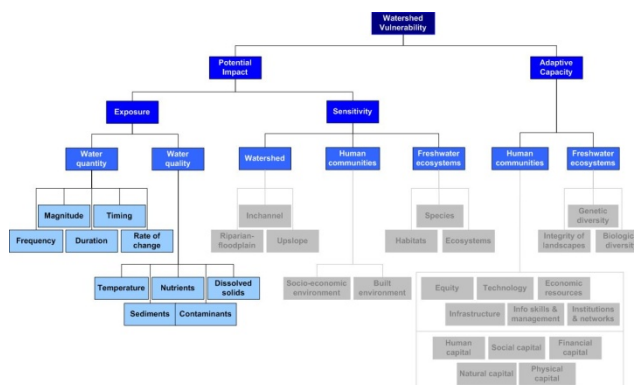 Watershed
Vulnerability
Potential
Impact
Adaptive
Capacity
Exposure
Sensitivity
Water
quantity
Water
quality
Watershed
Human
communities
Freshwater
ecosystems
Human
communities
Freshwater
ecosystems
Magnitude
Timing
Frequency
Duration
Rate of
change
Inchannel
Riparian-
floodplain
Upslope
Species
Habitats
Ecosystems
Genetic
diversity
Integrity of
landscapes
Biological
diversity
Temperature
Nutrients
Dissolved
solids
Sediments
Contaminants
Socio-economic
environment
Built
environment
Equity
Technology
Economic
resources
Infrastructure
Info skills &
management
Institutions
& networks
Human
capital
Social capital
Financial
capital
Natural capital
Physical
capital